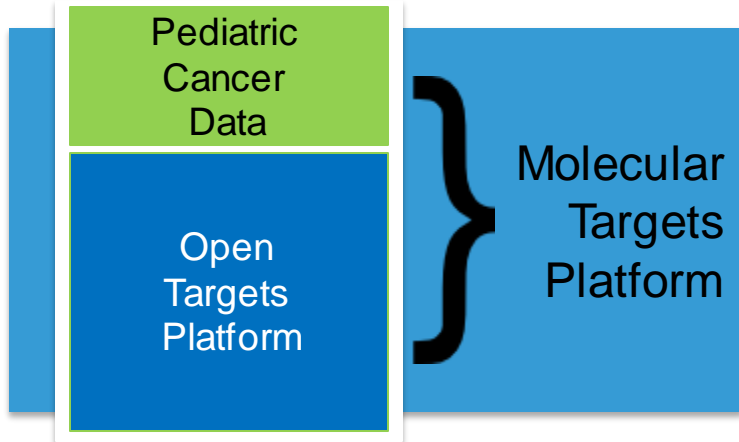 Pediatric
Cancer
Data
Open
Targets
Platform
Molecular
Targets
Platform